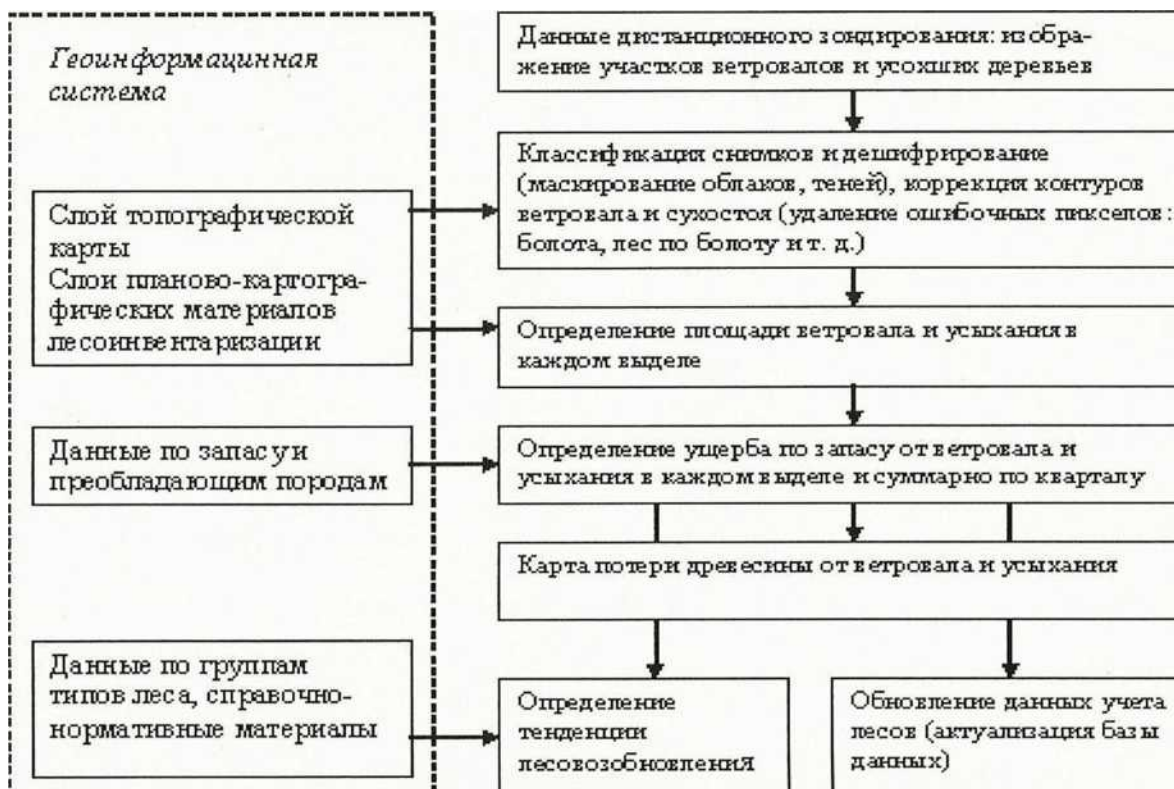 Геоинформацинная
система
Слой топографической
карты
Слои планово-картогра-
фических материалов
лесоинвентаризации
Данные по запасу и
преобладающим породам
Данные по группам
типов леса, справочно-
нормативные материалы
Данные дистанционного зондирования: изобра-
жение участков ветровалов и усохших деревьев
Классификация снимков и дешифрирование
(маскирование облаков, теней), коррекция контуров
ветровала и сухостоя (удаление ошибочных пикселов:
болота, лес по болоту и т. д.)
Определение площади ветровала и усыхания в
каждом выделе
Определение ущерба по запасу от ветровала и
усыхания в каждом выделе и суммарно по кварталу
Карта потери древесины от ветровала и усыхания
Определение
тенденции
лесовозобновления
Обновление данных учета
лесов (актуализация базы
данных)